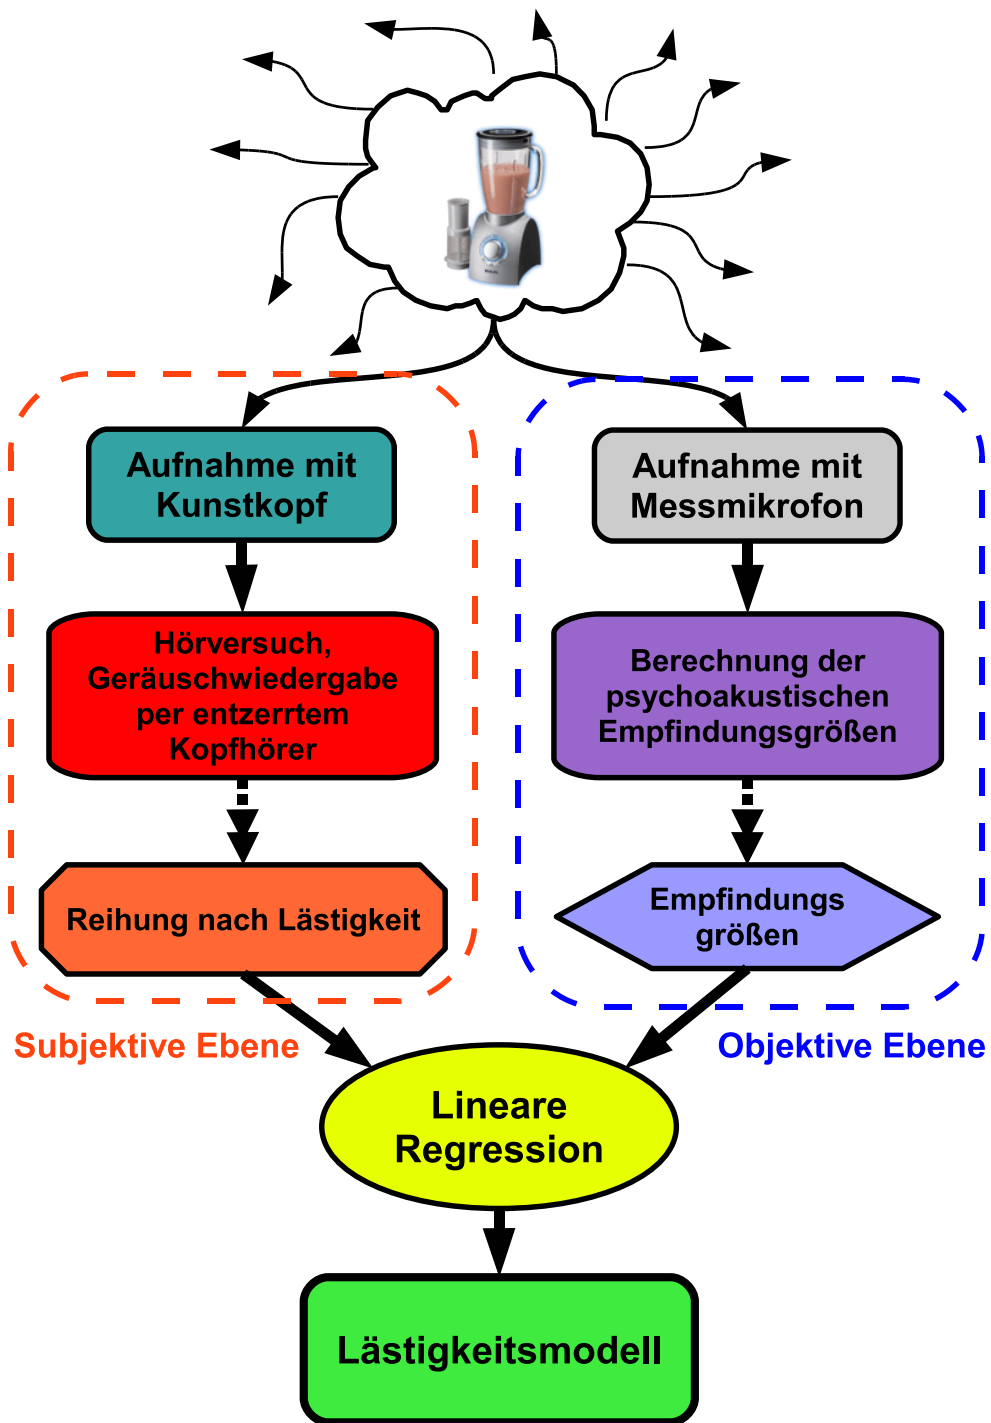 Aufnahme mit
Kunstkopf
Hörversuch,
Geräuschwiedergabe
per entzerrtem
Kopfhörer
Reihung nach Lästigkeit
Subjektive Ebene
Aufnahme mit
Messmikrofon
Berechnung der
psychoakustischen
Empfindungsgrößen
Empfindungs
größen
Objektive Ebene
Lineare
Regression
Lästigkeitsmodell